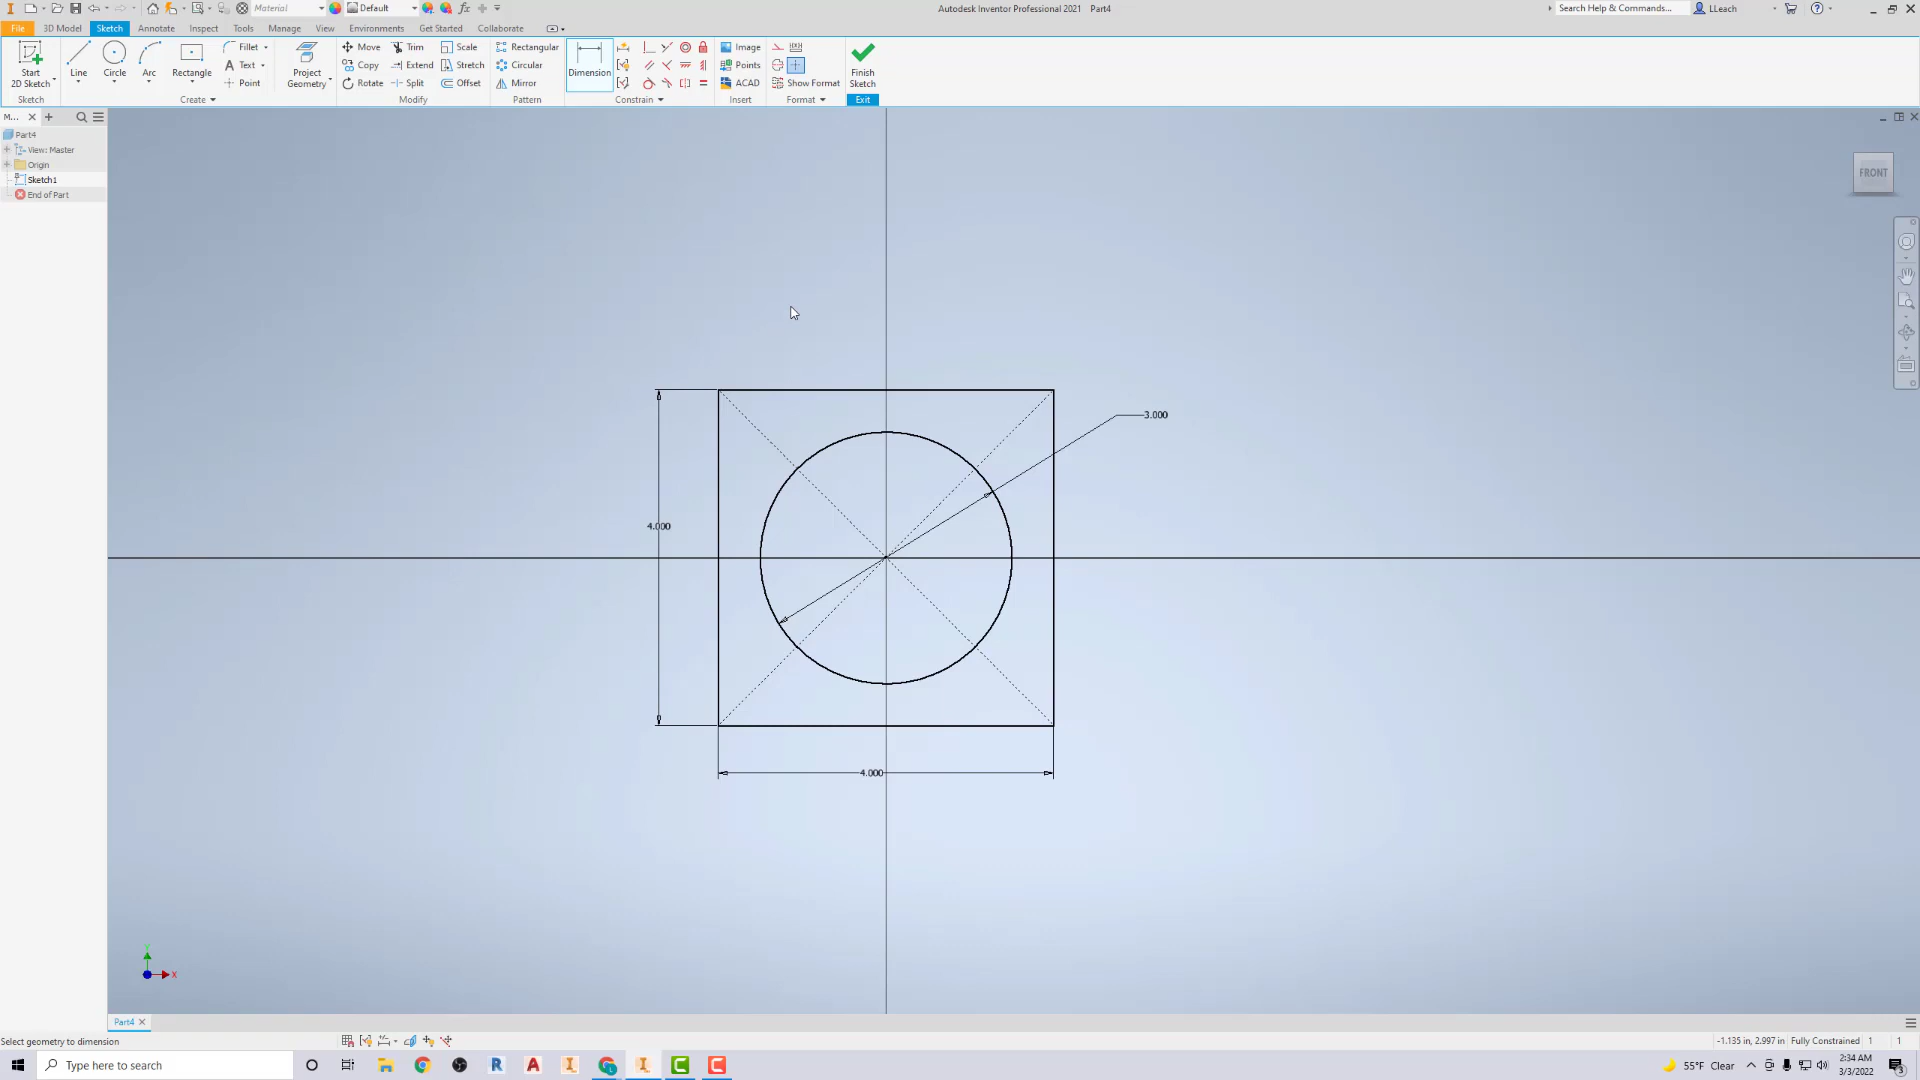 Material Default Autodesk Inventor Professional 2021 Part4 Search Help & Commands... LLeach
File 3D Model Sketch Annotate Inspect Tools Manage View Environments Get Started Collaborate
Start
2D Sketch
Line
Circle
Arc
Rectangle
Fillet
Text
Point
Project
Geometry
Move Trim Scale
Copy Extend Stretch
Rotate Split Offset
Rectangular
Circular
Mirror
Dimension
Image
Points
ACAD
Show Format
Finish
Sketch
Sketch Create Modify Pattern Constrain Insert Format Exit
M...
Part4
View: Master
Origin
Sketch1
End of Part
FRONT
3.000
4.000
4.000
Y
X
Part4
Select geometry to dimension -1.135 in, 2.997 in Fully Constrained 1 1
Type here to search
55°F Clear
2:34 AM
3/3/2022
3